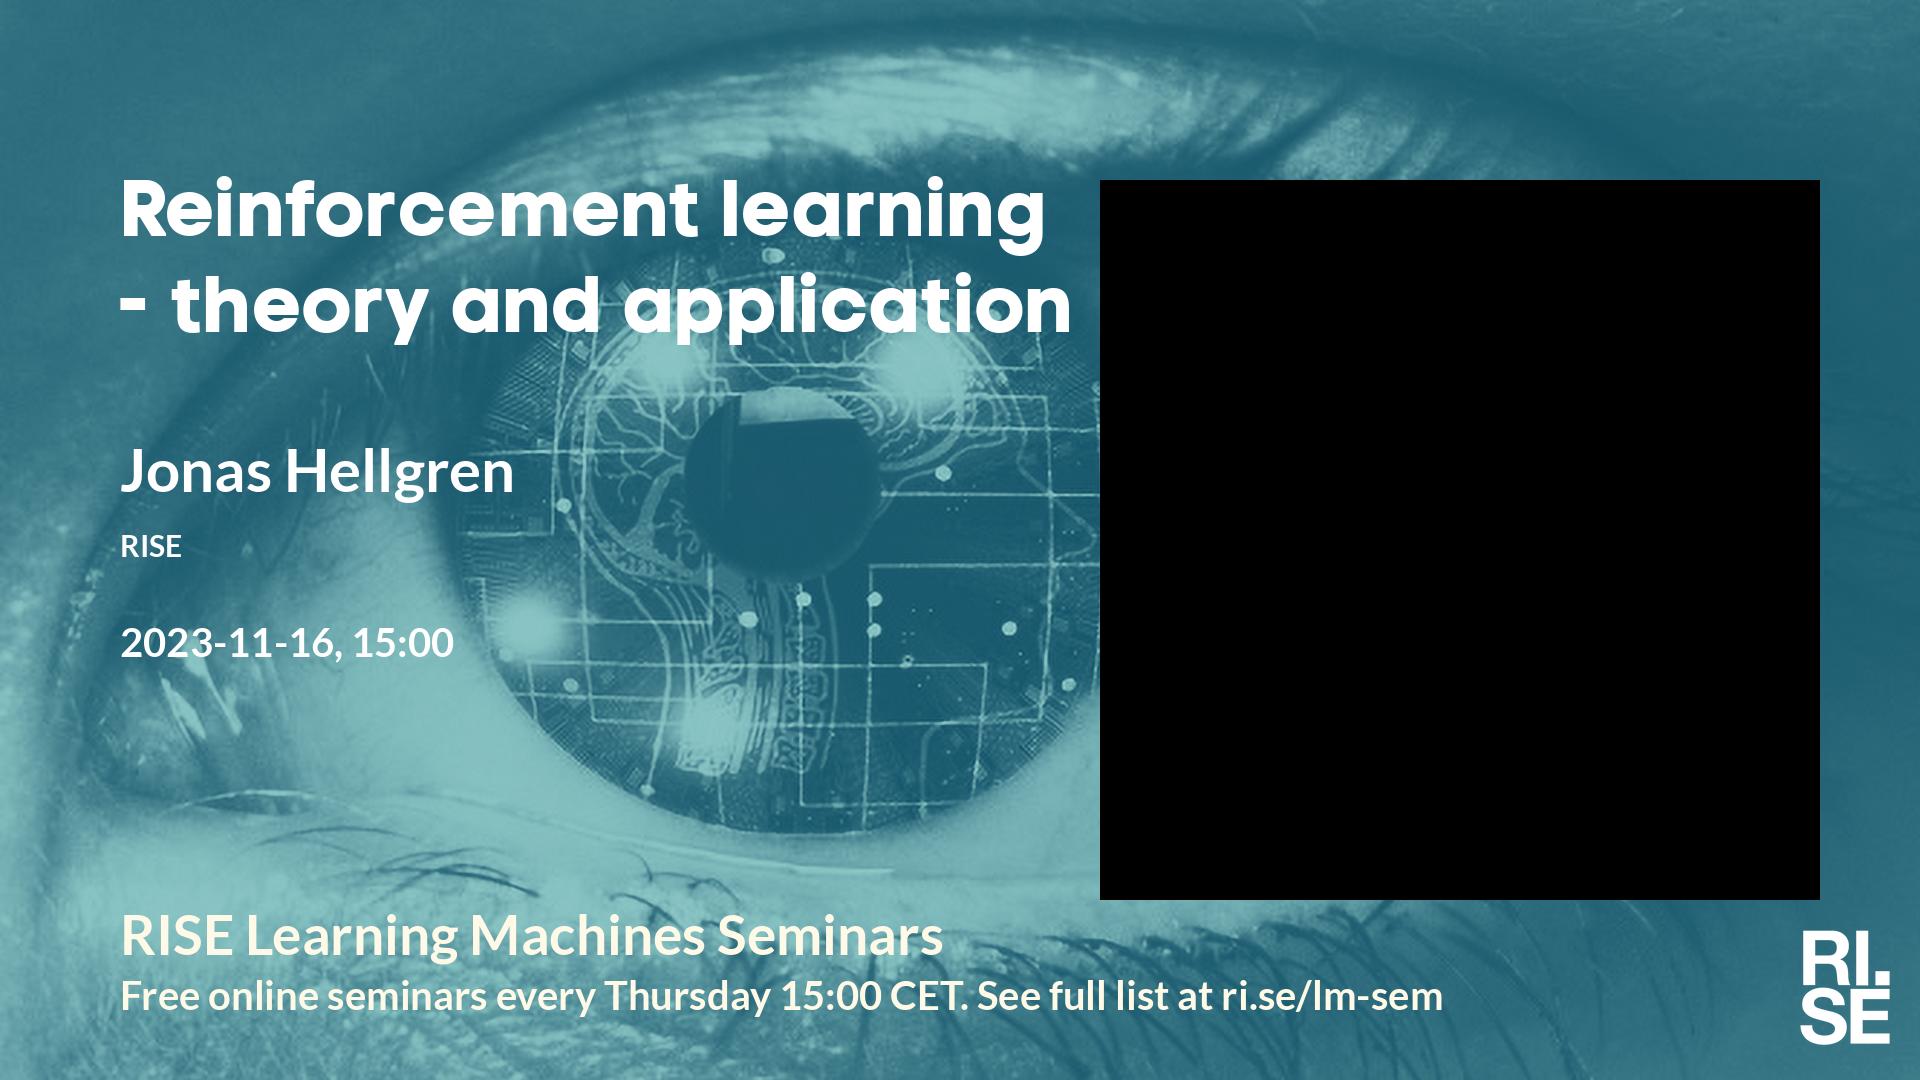 Reinforcement learning
- theory and application
Jonas Hellgren
RISE
2023-11-16, 15:00
RISE Learning Machines Seminars
Free online seminars every Thursday 15:00 CET. See full list at ri.se/lm-sem
RI.
SE